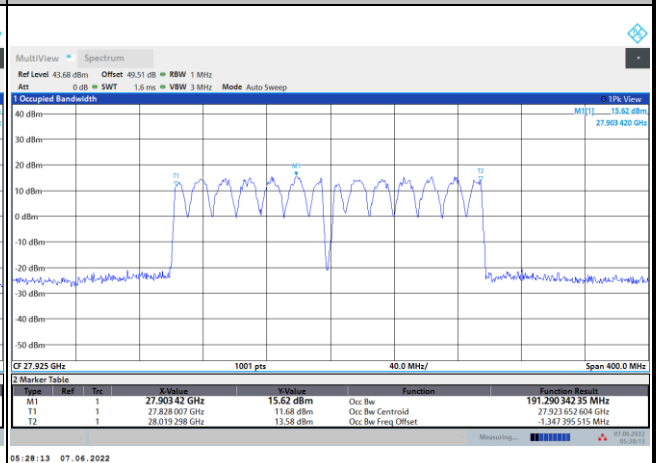 MultiView Spectrum
Ref Level 43.68 dBm Offset 49.51 dB RBW 1 MHz
Att 0 dB SWT 1.6 ms VBW 3 MHz Mode Auto Sweep
1 Occupied Bandwidth 1Pk View
M1[1] 15.62 dBm
27.903 420 GHz
40 dBm
30 dBm
20 dBm
T1 M1 T2
10 dBm
0 dBm
-10 dBm
-20 dBm
-30 dBm
-40 dBm
-50 dBm
CF 27.925 GHz 1001 pts 40.0 MHz/ Span 400.0 MHz
2 Marker Table
Type Ref Trc X-Value Y-Value Function Function Result
M1 1 27.903 42 GHz 15.62 dBm Occ Bw 191.290 342 35 MHz
T1 1 27.828 007 GHz 11.68 dBm Occ Bw Centroid 27.923 652 604 GHz
T2 1 28.019 298 GHz 13.58 dBm Occ Bw Freq Offset -1.347 395 515 MHz
Measuring... 07.06.2022
05:28:13
05:28:13 07.06.2022